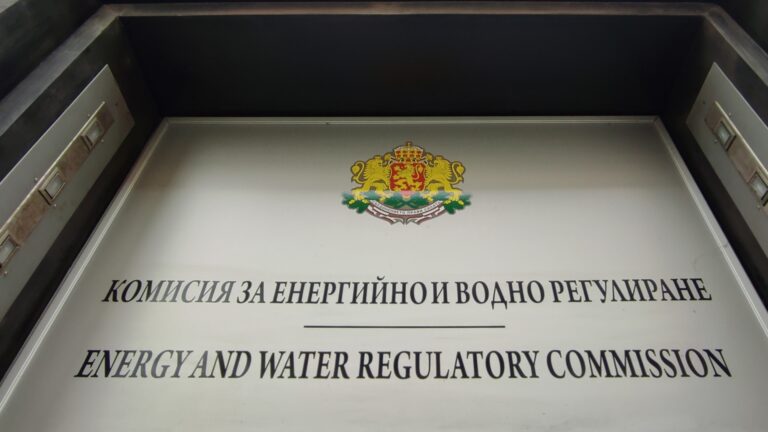 КОМИСИЯ ЗА ЕНЕРГИЙНО И ВОДНО РЕГУЛИРАНЕ
ENERGY AND WATER REGULATORY COMMISSION